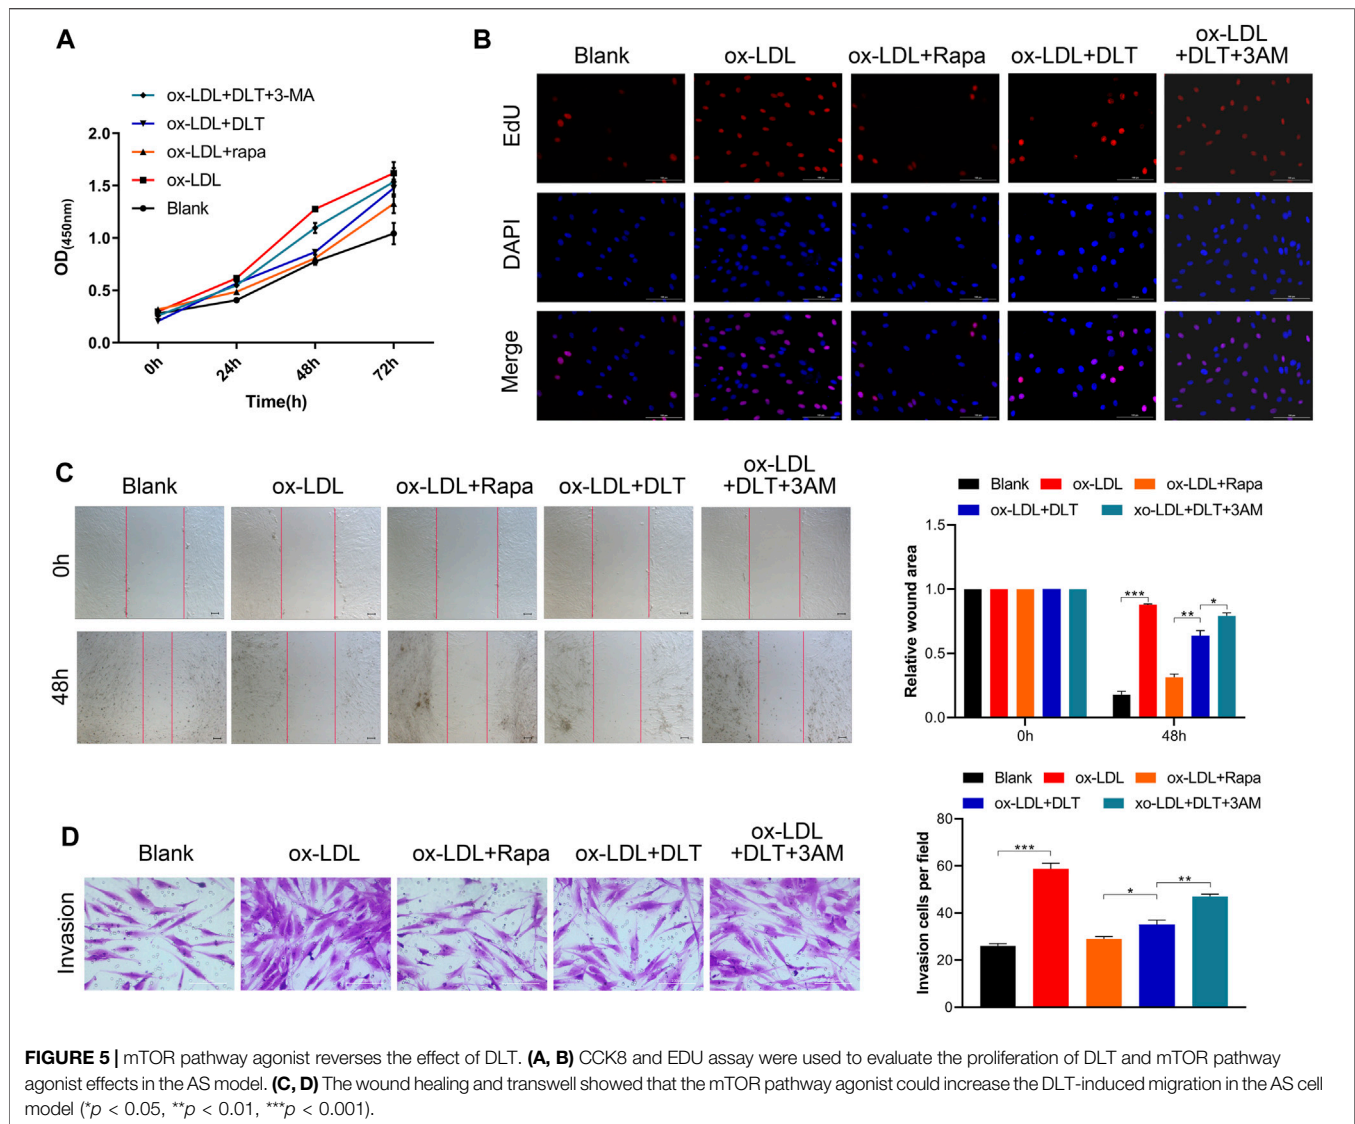 A
ox-LDL+DLT+3-MA
ox-LDL+DLT
ox-LDL+rapa
ox-LDL
Blank
2.0
1.5
1.0
0.5
0.0
OD(450nm)
0h
24h
48h
72h
Time(h)
B
Blank
ox-LDL
ox-LDL+Rapa
ox-LDL+DLT
ox-LDL
+DLT+3AM
EdU
DAPI
Merge
C
Blank
ox-LDL
ox-LDL+Rapa
ox-LDL+DLT
ox-LDL
+DLT+3AM
0h
48h
Blank
ox-LDL
ox-LDL+Rapa
ox-LDL+DLT
xo-LDL+DLT+3AM
Relative wound area
1.5
1.0
0.5
0.0
***
**
*
0h
48h
D
Blank
ox-LDL
ox-LDL+Rapa
ox-LDL+DLT
ox-LDL
+DLT+3AM
Invasion
Blank
ox-LDL
ox-LDL+Rapa
ox-LDL+DLT
xo-LDL+DLT+3AM
Invasion cells per field
80
60
40
20
0
***
*
**
FIGURE 5 | mTOR pathway agonist reverses the effect of DLT. (A, B) CCK8 and EDU assay were used to evaluate the proliferation of DLT and mTOR pathway
agonist effects in the AS model. (C, D) The wound healing and transwell showed that the mTOR pathway agonist could increase the DLT-induced migration in the AS cell
model (*p < 0.05, **p < 0.01, ***p < 0.001).